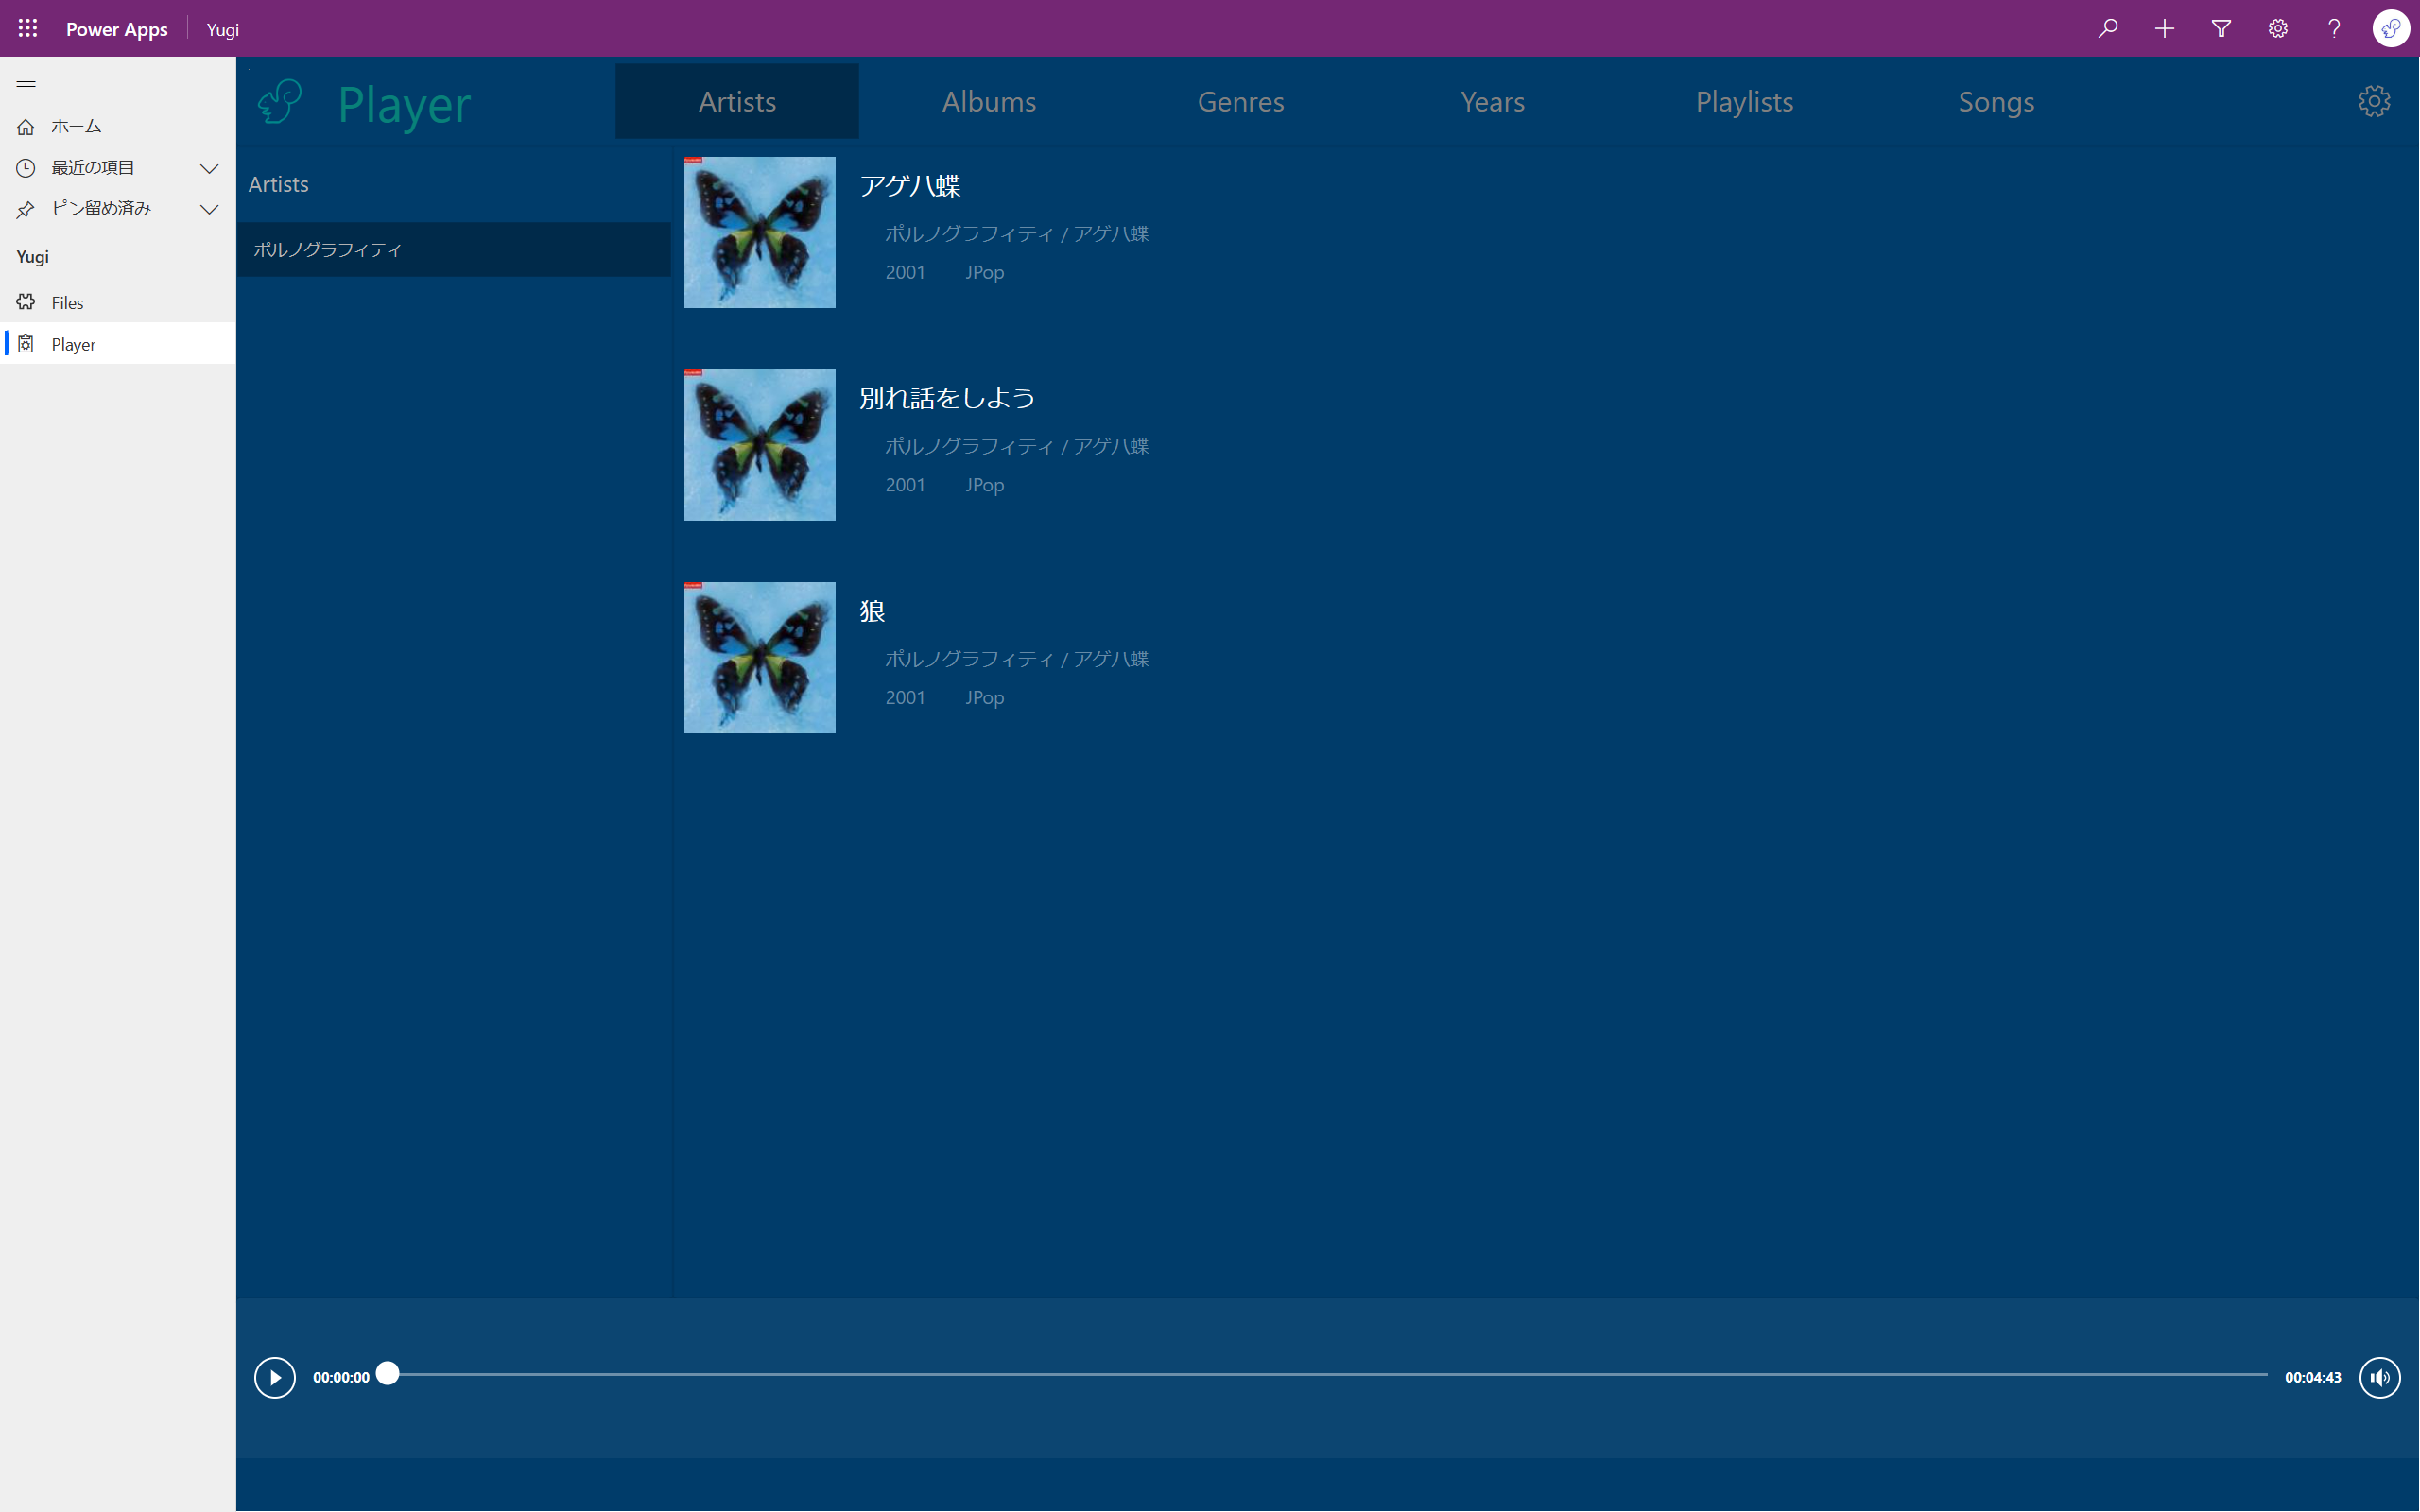 Power Apps Yugi
ホーム
最近の項目
ピン留め済み
Yugi
Files
Player
Player Artists Albums Genres Years Playlists Songs
Artists
ポルノグラフィティ
アゲハ蝶
ポルノグラフィティ / アゲハ蝶
2001 JPop
別れ話をしよう
ポルノグラフィティ / アゲハ蝶
2001 JPop
狼
ポルノグラフィティ / アゲハ蝶
2001 JPop
00:00:00 00:04:43